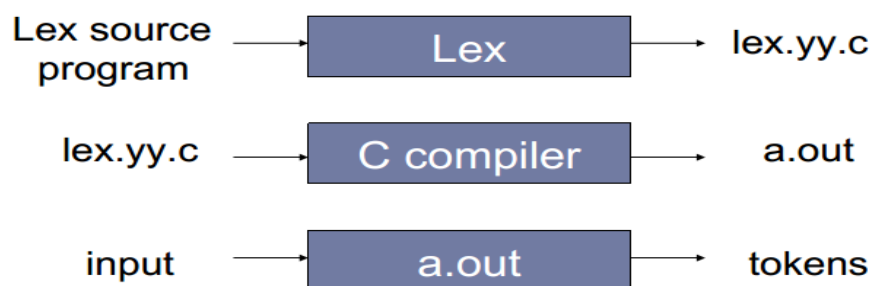 Lex source
program
Lex
lex.yy.c
lex.yy.c
C compiler
a.out
input
a.out
tokens